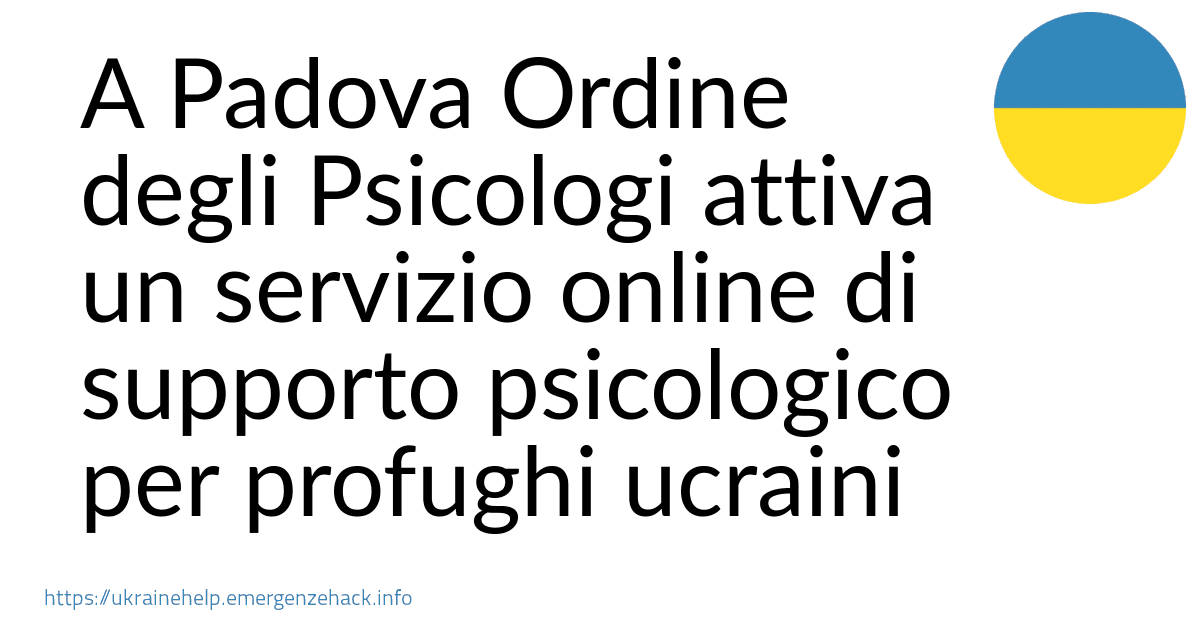 A Padova Ordine
degli Psicologi attiva
un servizio online di
supporto psicologico
per profughi ucraini
https://ukrainehelp.emergenzehack.info